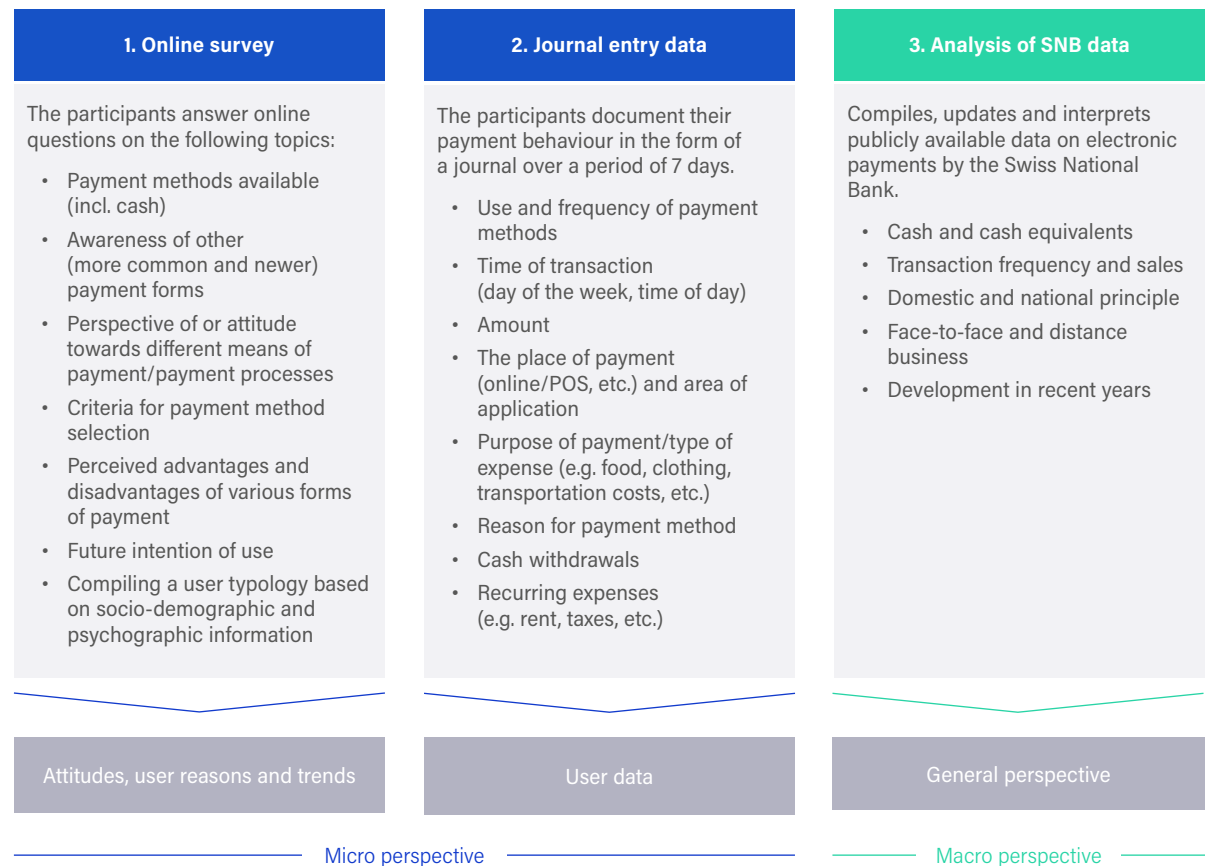 1. Online survey
The participants answer online
questions on the following topics:
• Payment methods available
(incl. cash)
• Awareness of other
(more common and newer)
payment forms
• Perspective of or attitude
towards different means of
payment/payment processes
• Criteria for payment method
selection
• Perceived advantages and
disadvantages of various forms
of payment
• Future intention of use
• Compiling a user typology based
on socio-demographic and
psychographic information
Attitudes, user reasons and trends
2. Journal entry data
The participants document their
payment behaviour in the form of
a journal over a period of 7 days.
• Use and frequency of payment
methods
• Time of transaction
(day of the week, time of day)
• Amount
• The place of payment
(online/POS, etc.) and area of
application
• Purpose of payment/type of
expense (e.g. food, clothing,
transportation costs, etc.)
• Reason for payment method
• Cash withdrawals
• Recurring expenses
(e.g. rent, taxes, etc.)
User data
Micro perspective
3. Analysis of SNB data
Compiles, updates and interprets
publicly available data on electronic
payments by the Swiss National
Bank.
• Cash and cash equivalents
• Transaction frequency and sales
• Domestic and national principle
• Face-to-face and distance
business
• Development in recent years
General perspective
Macro perspective